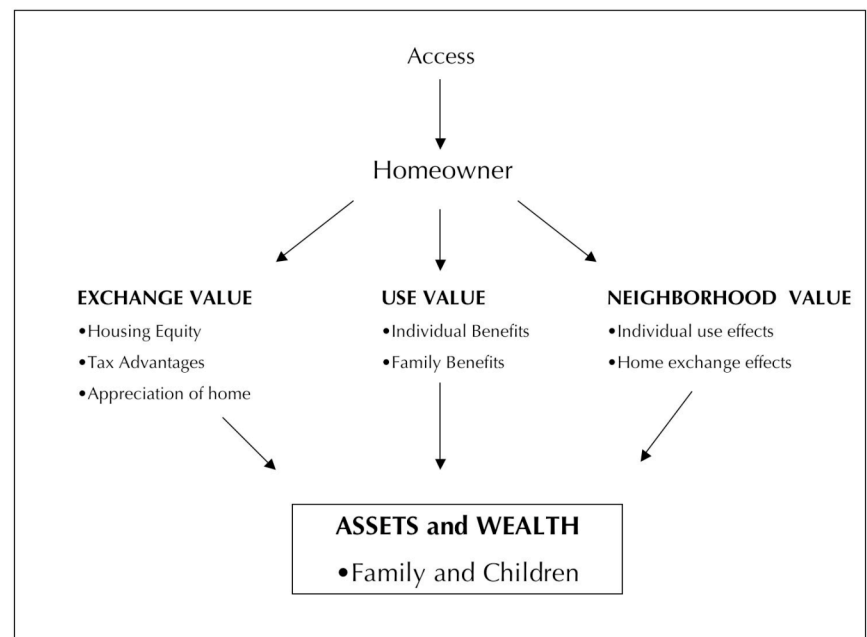 Access
Homeowner
EXCHANGE VALUE
•Housing Equity
•Tax Advantages
•Appreciation of home
USE VALUE
•Individual Benefits
•Family Benefits
NEIGHBORHOOD VALUE
•Individual use effects
•Home exchange effects
ASSETS and WEALTH
•Family and Children